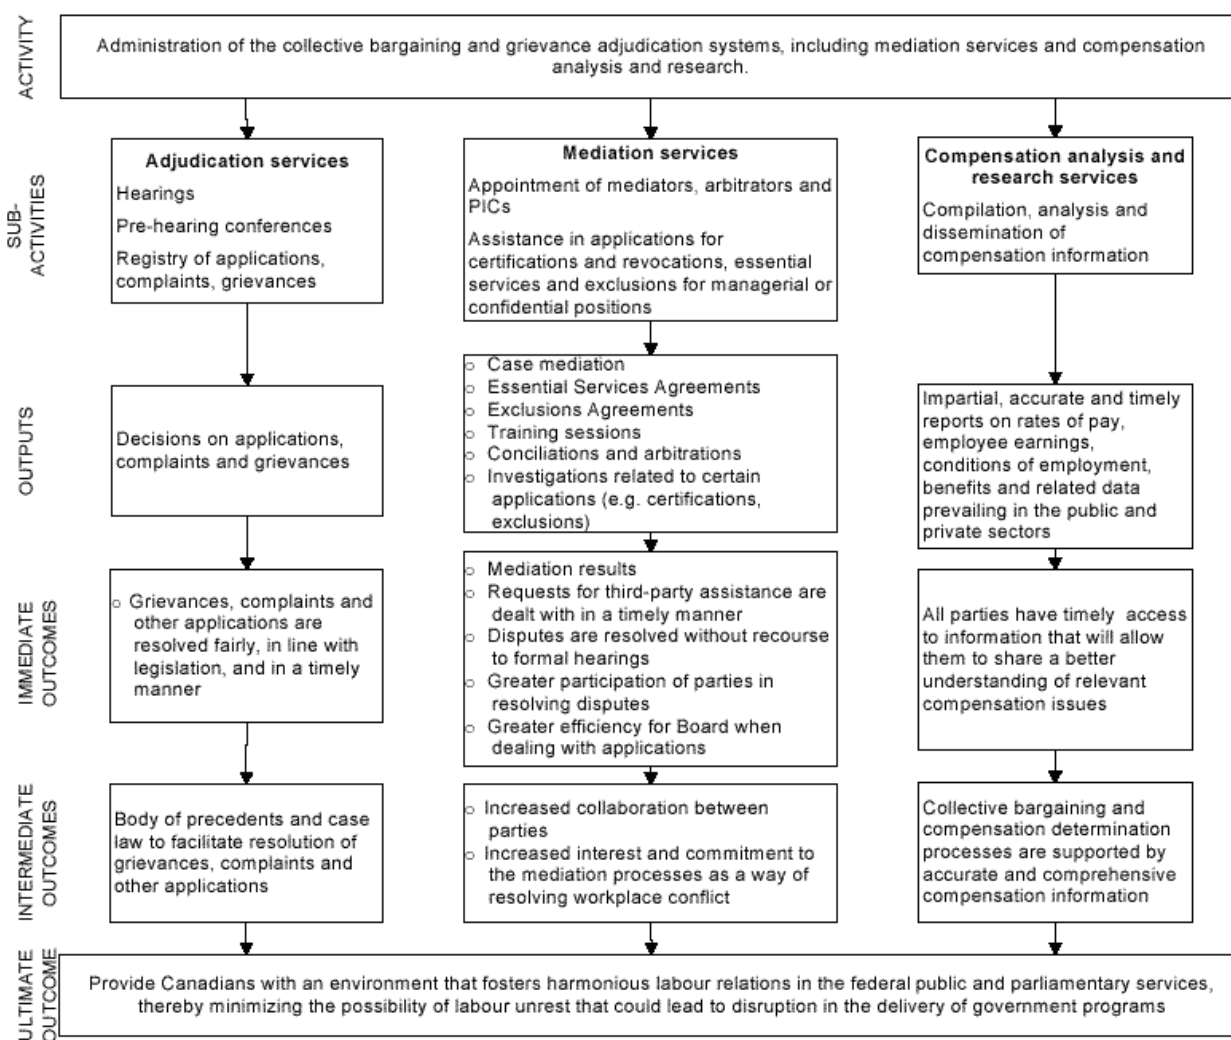 ACTIVITY
Administration of the collective bargaining and grievance adjudication systems, including mediation services and compensation
analysis and research.
SUB-
ACTIVITIES
Adjudication services
Hearings
Pre-hearing conferences
Registry of applications,
complaints, grievances
Mediation services
Appointment of mediators, arbitrators and
PICs
Assistance in applications for
certifications and revocations, essential
services and exclusions for managerial or
confidential positions
Compensation analysis and
research services
Compilation, analysis and
dissemination of
compensation information
OUTPUTS
Decisions on applications,
complaints and grievances
o Case mediation
o Essential Services Agreements
o Exclusions Agreements
o Training sessions
o Conciliations and arbitrations
o Investigations related to certain
applications (e.g. certifications,
exclusions)
Impartial, accurate and timely
reports on rates of pay,
employee earnings,
conditions of employment,
benefits and related data
prevailing in the public and
private sectors
IMMEDIATE
OUTCOMES
o Grievances, complaints and
other applications are
resolved fairly, in line with
legislation, and in a timely
manner
o Mediation results
o Requests for third-party assistance are
dealt with in a timely manner
o Disputes are resolved without recourse
to formal hearings
o Greater participation of parties in
resolving disputes
o Greater efficiency for Board when
dealing with applications
All parties have timely access
to information that will allow
them to share a better
understanding of relevant
compensation issues
INTERMEDIATE
OUTCOMES
Body of precedents and case
law to facilitate resolution of
grievances, complaints and
other applications
o Increased collaboration between
parties
o Increased interest and commitment to
the mediation processes as a way of
resolving workplace conflict
Collective bargaining and
compensation determination
processes are supported by
accurate and comprehensive
compensation information
ULTIMATE
OUTCOME
Provide Canadians with an environment that fosters harmonious labour relations in the federal public and parliamentary services,
thereby minimizing the possibility of labour unrest that could lead to disruption in the delivery of government programs